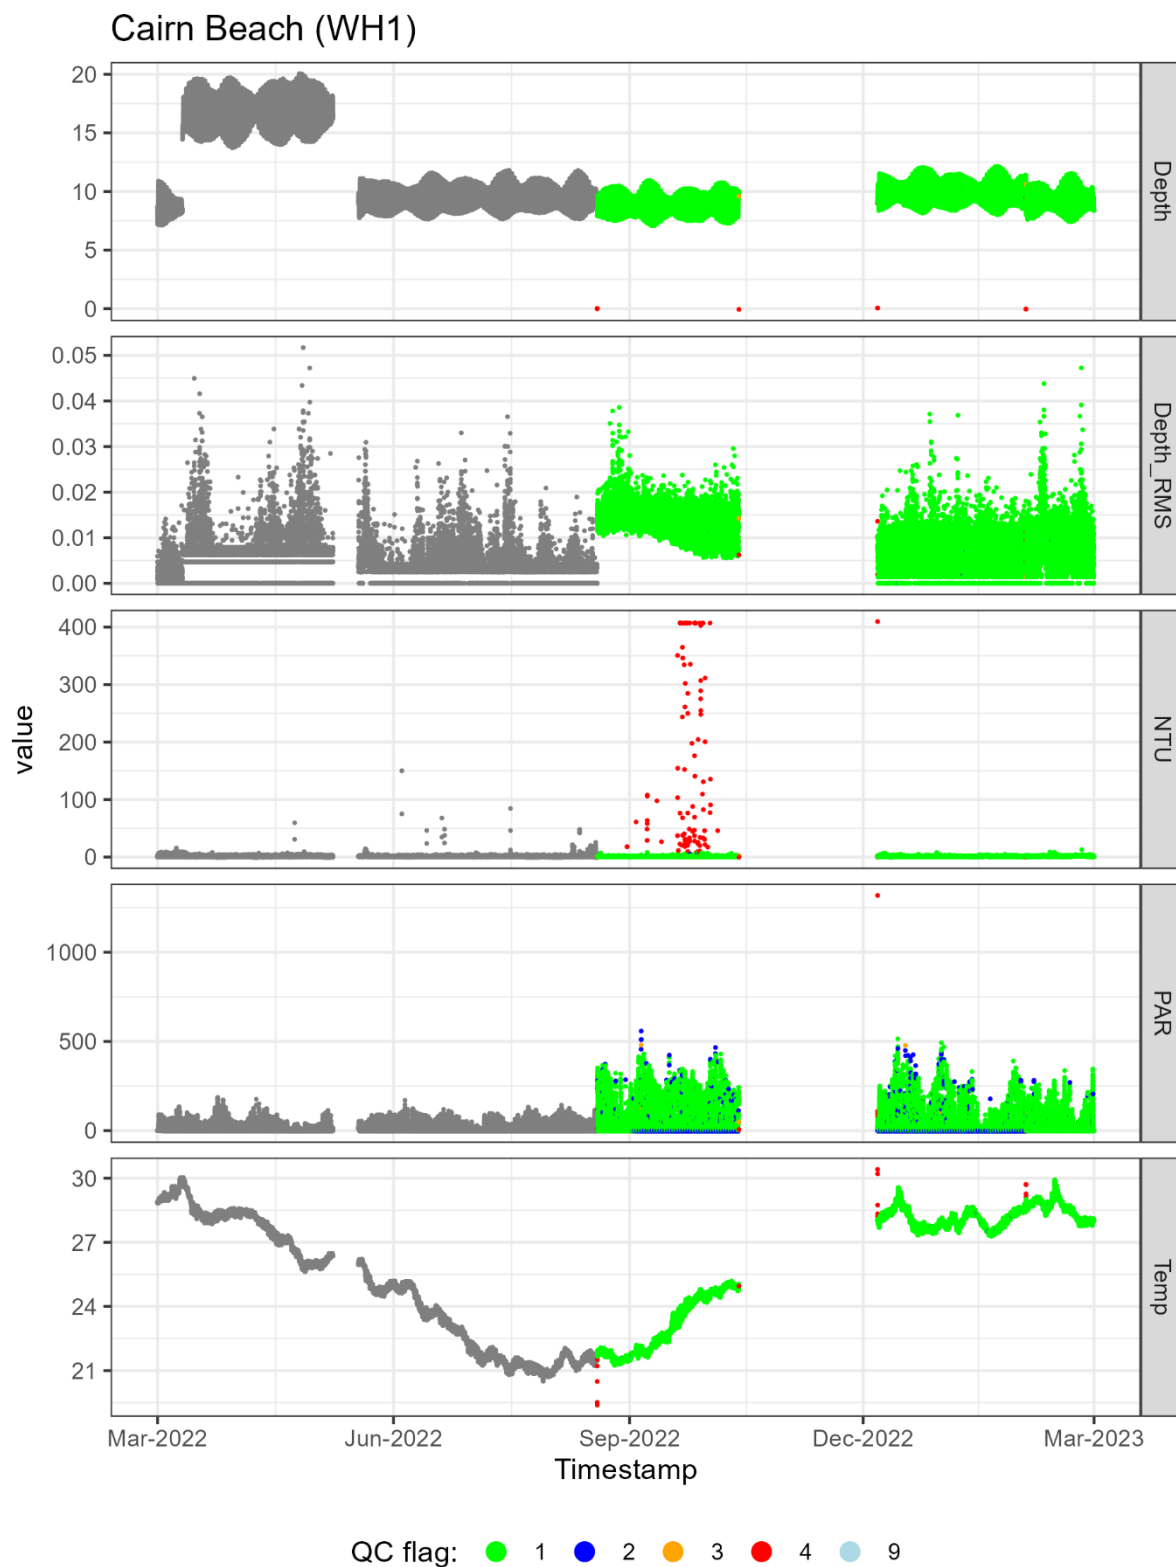 Cairn Beach (WH1)
20
15
10
5
0
Depth
0.05
0.04
0.03
0.02
0.01
0.00
Depth_RMS
400
300
200
100
0
NTU
value
1000
500
0
PAR
30
27
24
21
Temp
Mar-2022 Jun-2022 Sep-2022 Dec-2022 Mar-2023
Timestamp
QC flag: 1 2 3 4 9